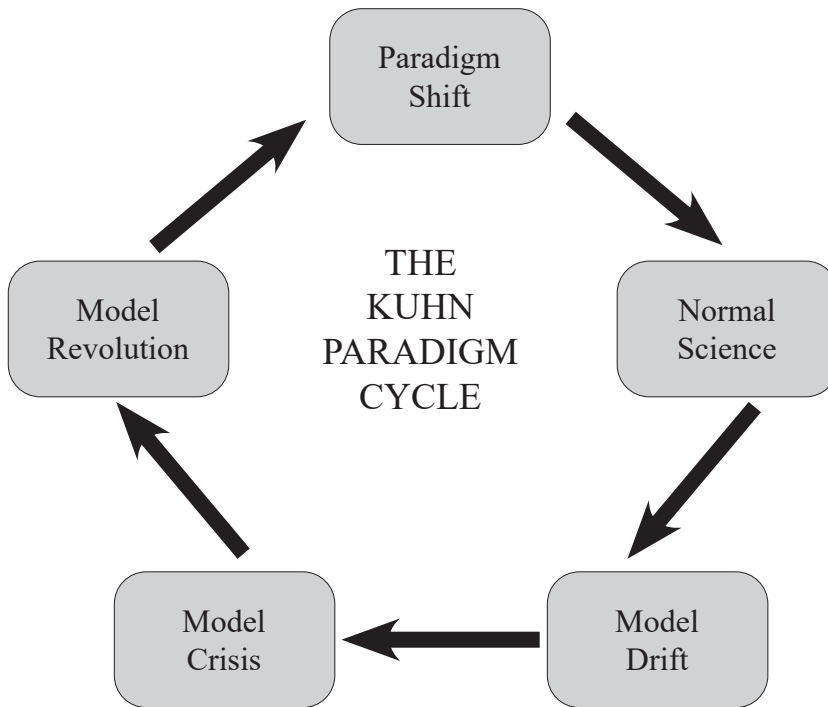 Paradigm
Shift
THE
KUHN
PARADIGM
CYCLE
Model
Revolution
Normal
Science
Model
Crisis
Model
Drift